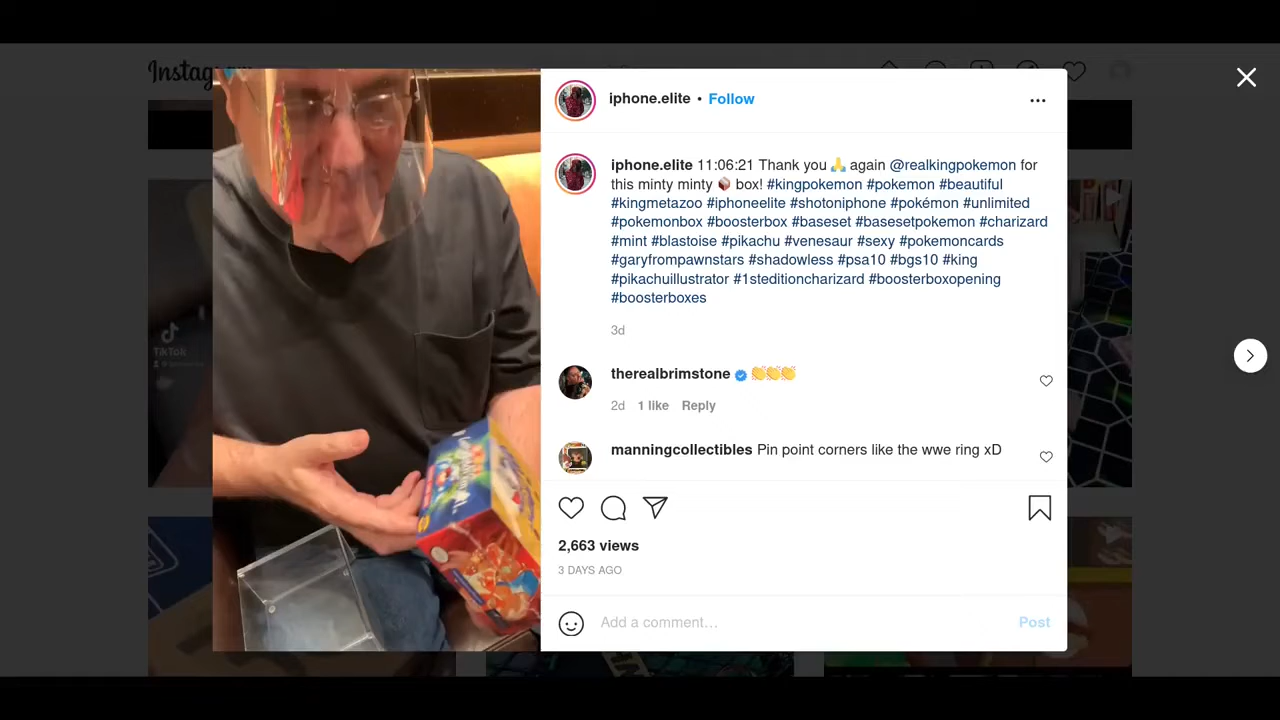 Instag
iphone.elite • Follow
iphone.elite 11:06:21 Thank you 🙏 again @realkingpokemon for
this minty minty 📦 box! #kingpokemon #pokemon #beautiful
#kingmetazoo #iphoneelite #shotoniphone #pokémon #unlimited
#pokemonbox #boosterbox #baseset #basesetpokemon #charizard
#mint #blastoise #pikachu #venesaur #sexy #pokemoncards
#garyfrompawnstars #shadowless #psa10 #bgs10 #king
#pikachuillustrator #1steditioncharizard #boosterboxopening
#boosterboxes
3d
therealbrimstone 👏👏👏
2d 1 like Reply
manningcollectibles Pin point corners like the wwe ring xD
2,663 views
3 DAYS AGO
Add a comment…
Post
TikTok